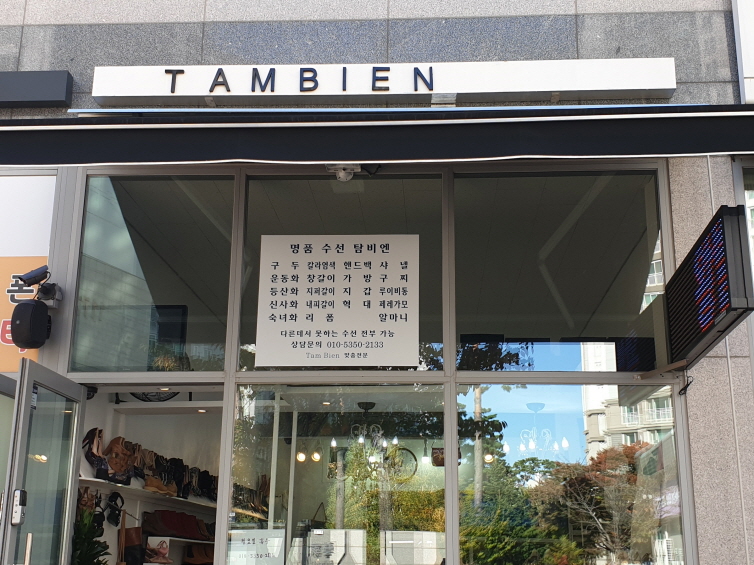 TAMBIEN
명품 수선 탐비엔
구 두 칼라염색 핸드백 샤 넬
운동화 창갈이 가 방 구 찌
등산화 지퍼갈이 지 갑 루이비통
신사화 내피갈이 혁 대 페레가모
숙녀화 리 폼 알마니
다른데서 못하는 수선 전부 가능
상담문의 010-5350-2133
Tam Bien 맞춤전문